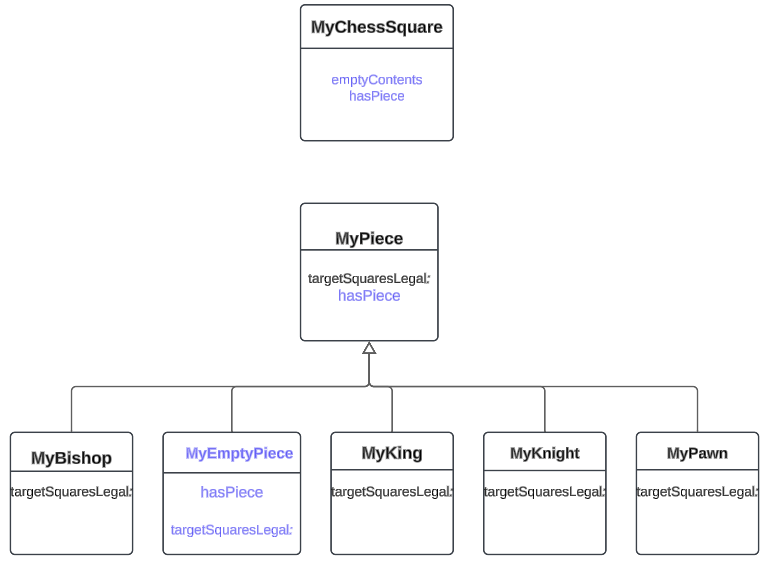 MyChessSquare
emptyContents
hasPiece
MyPiece
targetSquaresLegal:
hasPiece
MyBishop
targetSquaresLegal:
MyEmptyPiece
hasPiece
targetSquaresLegal:
MyKing
targetSquaresLegal:
MyKnight
targetSquaresLegal:
MyPawn
targetSquaresLegal: